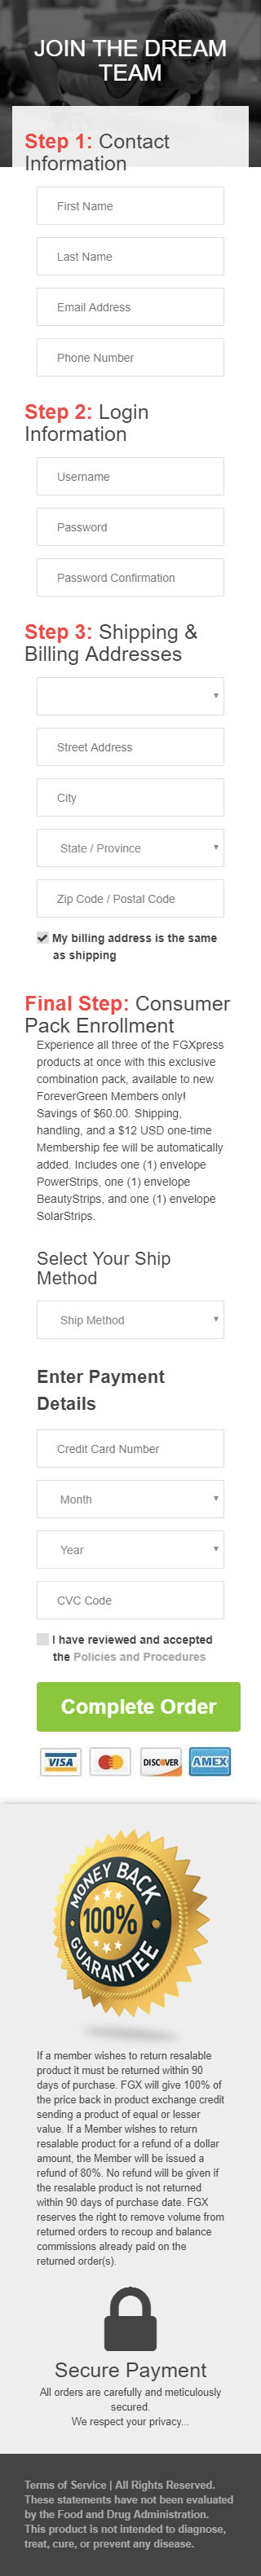 JOIN THE DREAM
TEAM
Step 1: Contact
Information
First Name
Last Name
Email Address
Phone Number
Step 2: Login
Information
Username
Password
Password Confirmation
Step 3: Shipping &
Billing Addresses
Street Address
City
State / Province
Zip Code / Postal Code
My billing address is the same
as shipping
Final Step: Consumer
Pack Enrollment
Experience all three of the FGXpress
products at once with this exclusive
combination pack, available to new
ForeverGreen Members only!
Savings of $60.00. Shipping,
handling, and a $12 USD one-time
Membership fee will be automatically
added. Includes one (1) envelope
PowerStrips, one (1) envelope
BeautyStrips, and one (1) envelope
SolarStrips.
Select Your Ship
Method
Ship Method
Enter Payment
Details
Credit Card Number
Month
Year
CVC Code
I have reviewed and accepted
the Policies and Procedures
Complete Order
VISA MasterCard DISCOVER AMEX
MONEY BACK
100%
GUARANTEE
If a member wishes to return resalable
product it must be returned within 90
days of purchase. FGX will give 100% of
the price back in product exchange credit
sending a product of equal or lesser
value. If a Member wishes to return
resalable product for a refund of a dollar
amount, the Member will be issued a
refund of 80%. No refund will be given if
the resalable product is not returned
within 90 days of purchase date. FGX
reserves the right to remove volume from
returned orders to recoup and balance
commissions already paid on the
returned order(s).
Secure Payment
All orders are carefully and meticulously
secured.
We respect your privacy...
Terms of Service | All Rights Reserved.
These statements have not been evaluated
by the Food and Drug Administration.
This product is not intended to diagnose,
treat, cure, or prevent any disease.